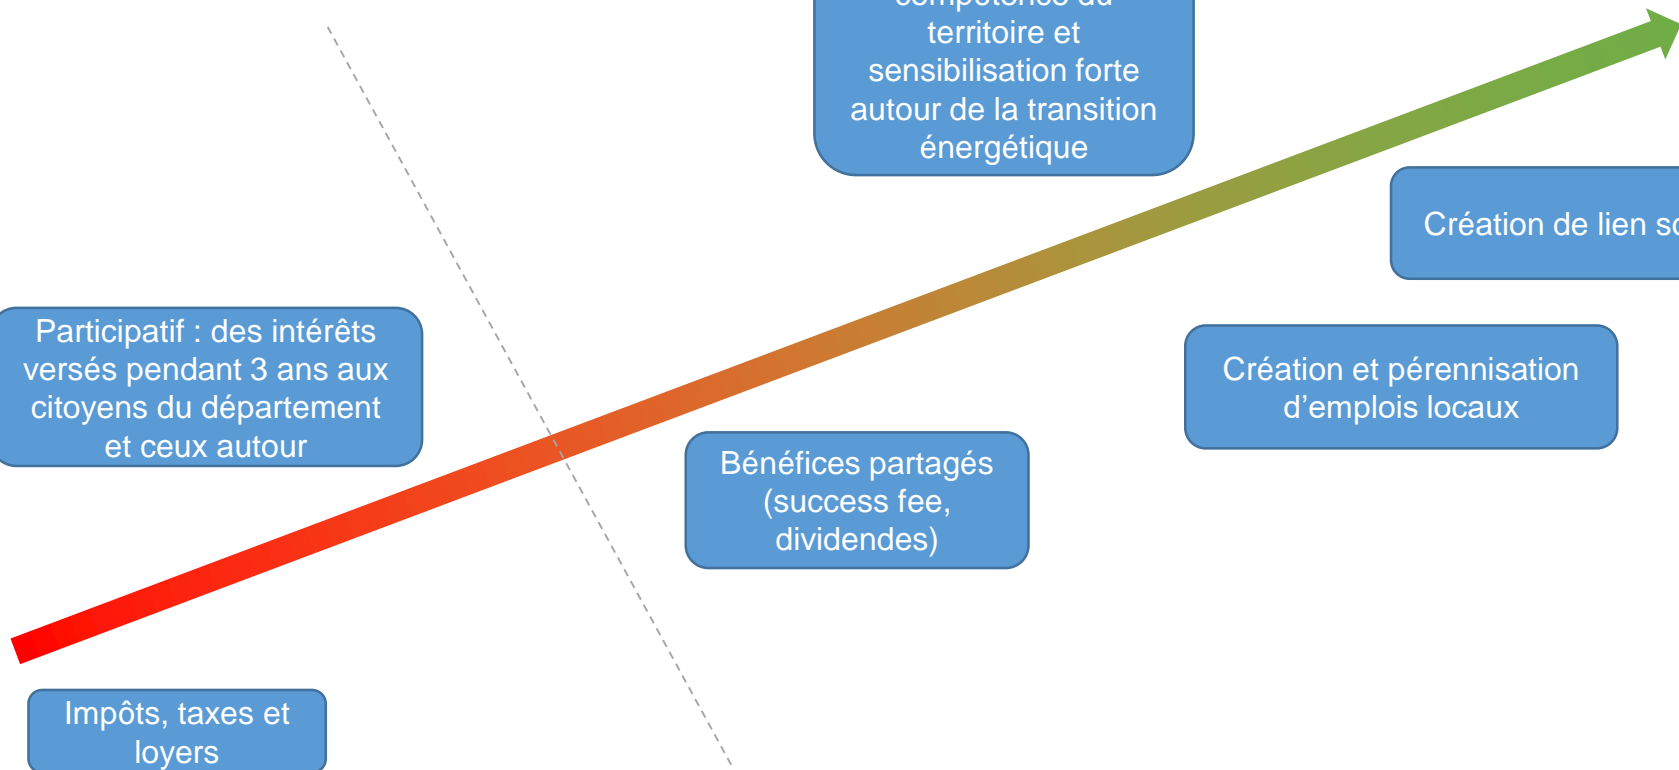 territoire et
sensibilisation forte
autour de la transition
énergétique
Création de lien
Participatif : des intérêts
versés pendant 3 ans aux
citoyens du département
et ceux autour
Création et pérennisation
d’emplois locaux
Bénéfices partagés
(success fee,
dividendes)
Impôts, taxes et
loyers